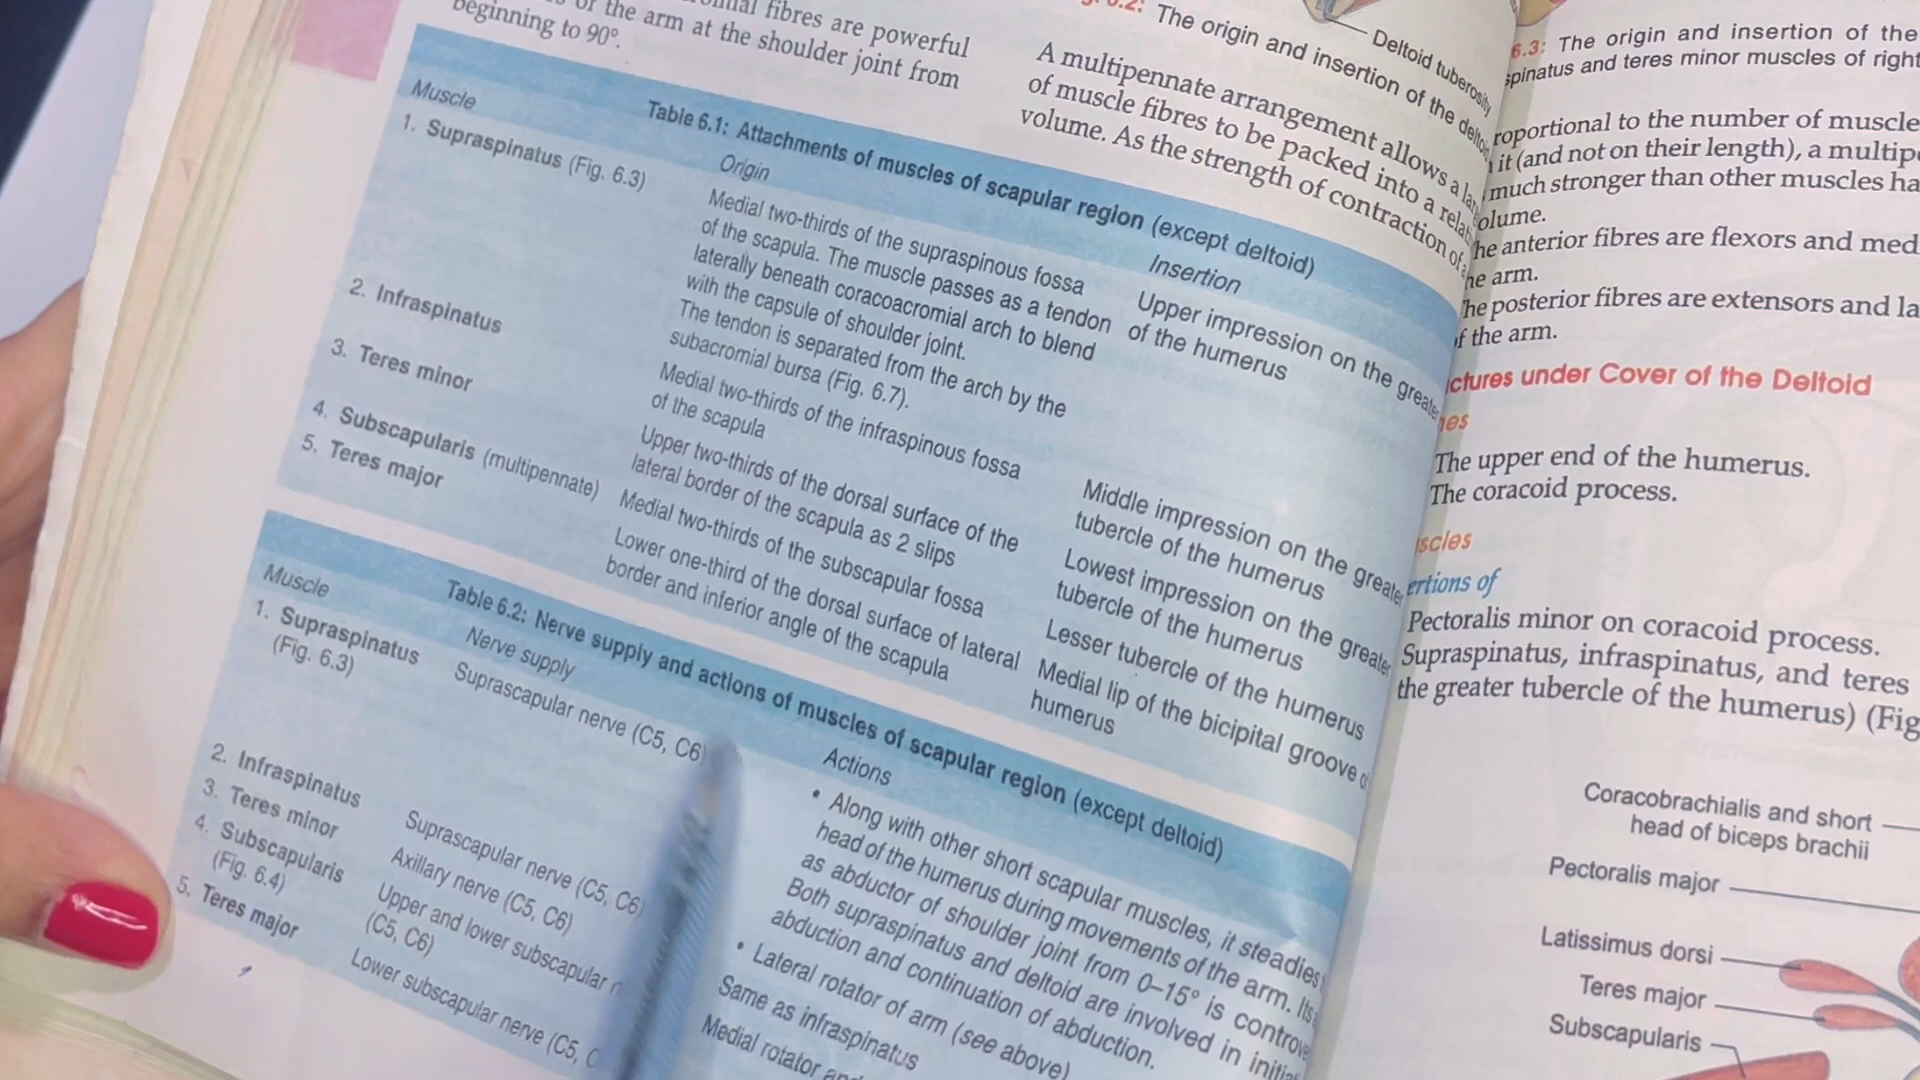 fibres are powerful
of the arm at the shoulder joint from
beginning to 90°.
Table 6.1: Attachments of muscles of scapular region (except deltoid)
Muscle
Origin
Insertion
1. Supraspinatus (Fig. 6.3)
Medial two-thirds of the supraspinous fossa
of the scapula. The muscle passes as a tendon
laterally beneath coracoacromial arch to blend
with the capsule of shoulder joint.
The tendon is separated from the arch by the
subacromial bursa (Fig. 6.7).
Upper impression on the greater
of the humerus
2. Infraspinatus
Medial two-thirds of the infraspinous fossa
of the scapula
Middle impression on the greater
tubercle of the humerus
3. Teres minor
Upper two-thirds of the dorsal surface of the
lateral border of the scapula as 2 slips
Lowest impression on the greater
tubercle of the humerus
4. Subscapularis (multipennate)
Medial two-thirds of the subscapular fossa
Lesser tubercle of the humerus
5. Teres major
Lower one-third of the dorsal surface of lateral
border and inferior angle of the scapula
Medial lip of the bicipital groove
humerus
Table 6.2: Nerve supply and actions of muscles of scapular region (except deltoid)
Muscle
Nerve supply
Actions
1. Supraspinatus
(Fig. 6.3)
Suprascapular nerve (C5, C6)
• Along with other short scapular muscles, it steadies
head of the humerus during movements of the arm. Its
as abductor of shoulder joint from 0–15° is
Both supraspinatus and deltoid are involved in
abduction and continuation of abduction.
2. Infraspinatus
Suprascapular nerve (C5, C6)
• Lateral rotator of arm (see above)
3. Teres minor
Axillary nerve (C5, C6)
Same as infraspinatus
4. Subscapularis
(Fig. 6.4)
Upper and lower subscapular
(C5, C6)
Medial rotator
5. Teres major
Lower subscapular nerve (C5,
Deltoid tuberosity
6.2: The origin and insertion of the
A multipennate arrangement allows a
of muscle fibres to be packed into a
volume. As the strength of contraction of
6.3: The origin and insertion of the
and teres minor muscles of right
to the number of muscle
it (and not on their length), a
much stronger than other muscles
anterior fibres are flexors and
arm.
posterior fibres are extensors and
the arm.
under Cover of the Deltoid
The upper end of the humerus.
The coracoid process.
of
Pectoralis minor on coracoid process.
Supraspinatus, infraspinatus, and teres
the greater tubercle of the humerus) (Fig
Coracobrachialis and short
head of biceps brachii
Pectoralis major
Latissimus dorsi
Teres major
Subscapularis